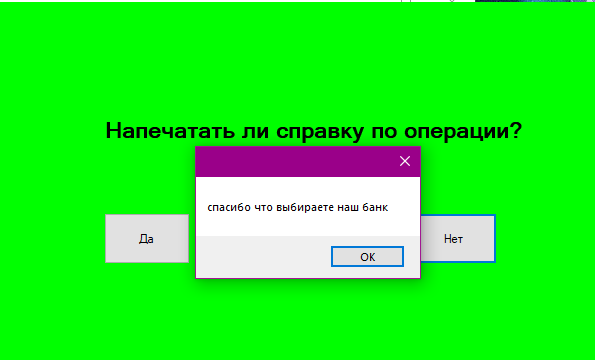 Напечатать ли справку по операции?
спасибо что выбираете наш банк
Да
Нет
OK